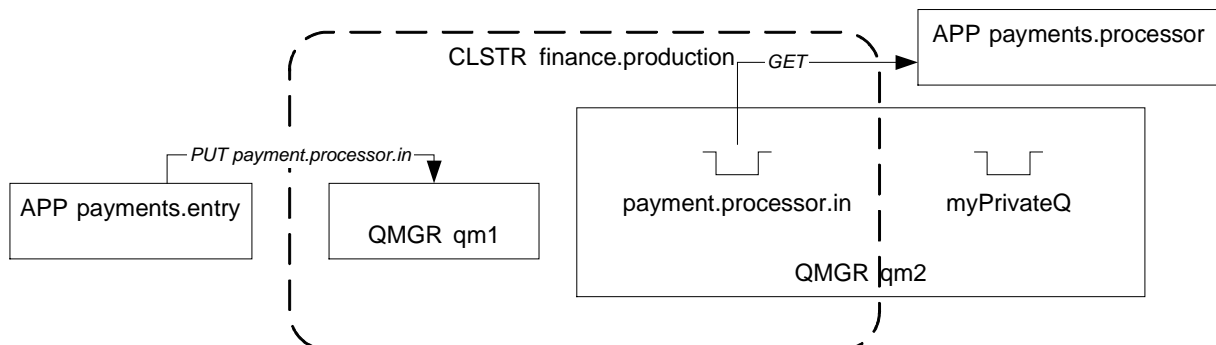 APP payments.processor
CLSTR finance.production
GET
PUT payment.processor.in
APP payments.entry
QMGR qm1
payment.processor.in
myPrivateQ
QMGR qm2